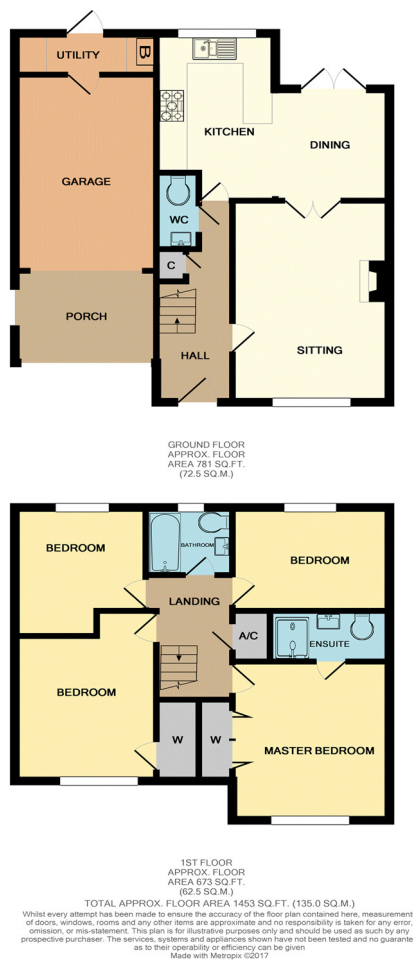 UTILITY
B
GARAGE
PORCH
KITCHEN
DINING
WC
C
HALL
SITTING
GROUND FLOOR
APPROX. FLOOR
AREA 781 SQ.FT.
(72.5 SQ.M.)
BEDROOM
BATHROOM
BEDROOM
LANDING
A/C
ENSUITE
BEDROOM
W
W
MASTER BEDROOM
1ST FLOOR
APPROX. FLOOR
AREA 673 SQ.FT.
(62.5 SQ.M.)
TOTAL APPROX. FLOOR AREA 1453 SQ.FT. (135.0 SQ.M.)
Whilst every attempt has been made to ensure the accuracy of the floor plan contained here, measurement
of doors, windows, rooms and any other items are approximate and no responsibility is taken for any error,
omission, or mis-statement. This plan is for illustrative purposes only and should be used as such by any
prospective purchaser. The services, systems and appliances shown have not been tested and no guarante
as to their operability or efficiency can be given
Made with Metropix ©2017